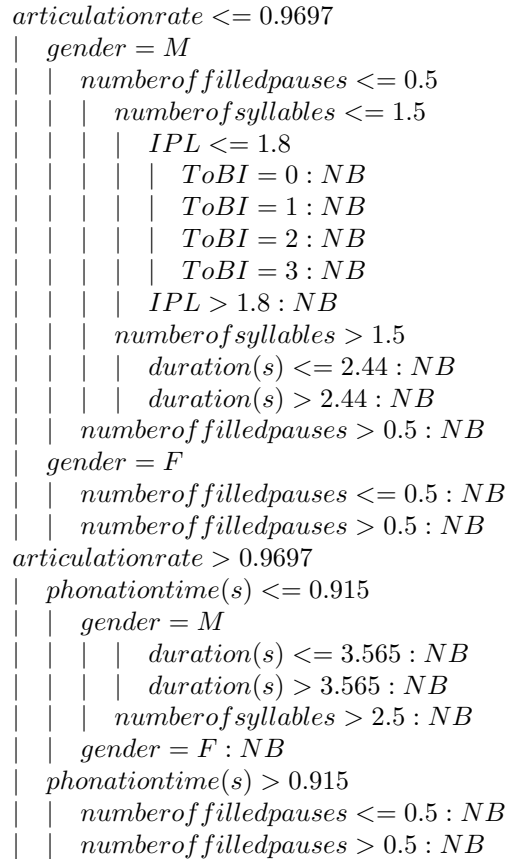 articulationrate <= 0.9697
|   gender = M
|   |   numberoffilledpauses <= 0.5
|   |   |   numberofsyllables <= 1.5
|   |   |   |   IPL <= 1.8
|   |   |   |   |   ToBI = 0 : NB
|   |   |   |   |   ToBI = 1 : NB
|   |   |   |   |   ToBI = 2 : NB
|   |   |   |   |   ToBI = 3 : NB
|   |   |   |   IPL > 1.8 : NB
|   |   |   numberofsyllables > 1.5
|   |   |   |   duration(s) <= 2.44 : NB
|   |   |   |   duration(s) > 2.44 : NB
|   |   numberoffilledpauses > 0.5 : NB
|   gender = F
|   |   numberoffilledpauses <= 0.5 : NB
|   |   numberoffilledpauses > 0.5 : NB
articulationrate > 0.9697
|   phonationtime(s) <= 0.915
|   |   gender = M
|   |   |   |   duration(s) <= 3.565 : NB
|   |   |   |   duration(s) > 3.565 : NB
|   |   |   numberofsyllables > 2.5 : NB
|   |   gender = F : NB
|   phonationtime(s) > 0.915
|   |   numberoffilledpauses <= 0.5 : NB
|   |   numberoffilledpauses > 0.5 : NB